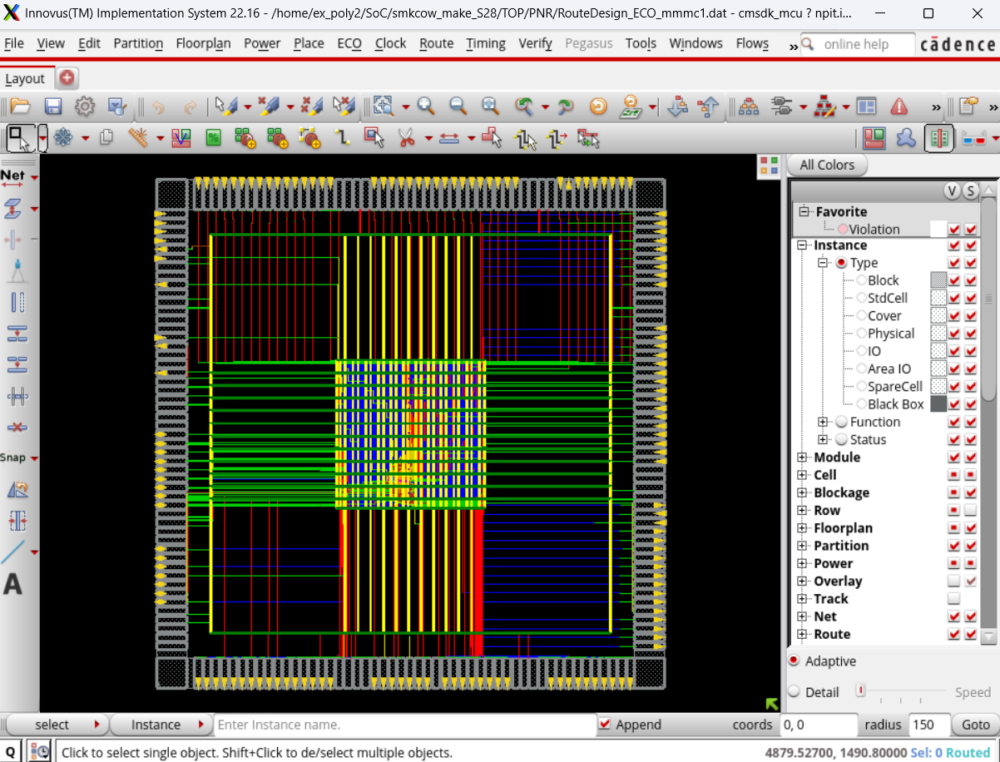 Innovus(TM) Implementation System 22.16 - /home/ex_poly2/SoC/smkcow_make_S28/TOP/PNR/RouteDesign_ECO_mmmc1.dat - cmsdk_mcu ? npit.i...
File View Edit Partition Floorplan Power Place ECO Clock Route Timing Verify Pegasus Tools Windows Flows » online help cādence
Layout
» »
Net
All Colors
V S
Favorite
Violation
Instance
Type
Block
StdCell
Cover
Physical
IO
Area IO
SpareCell
Black Box
Function
Status
Module
Cell
Blockage
Row
Floorplan
Partition
Power
Overlay
Track
Net
Route
Snap
A
Adaptive
Detail Speed
select Instance Enter Instance name. Append coords 0, 0 radius 150 Goto
Q Click to select single object. Shift+Click to de/select multiple objects. 4879.52700, 1490.80000 Sel: 0 Routed